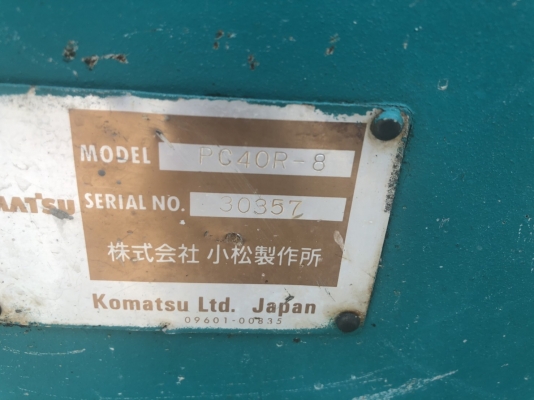 MODEL PC40R-8
MATSU SERIAL NO. 30357
株式会社 小松製作所
Komatsu Ltd. Japan
09601-00835